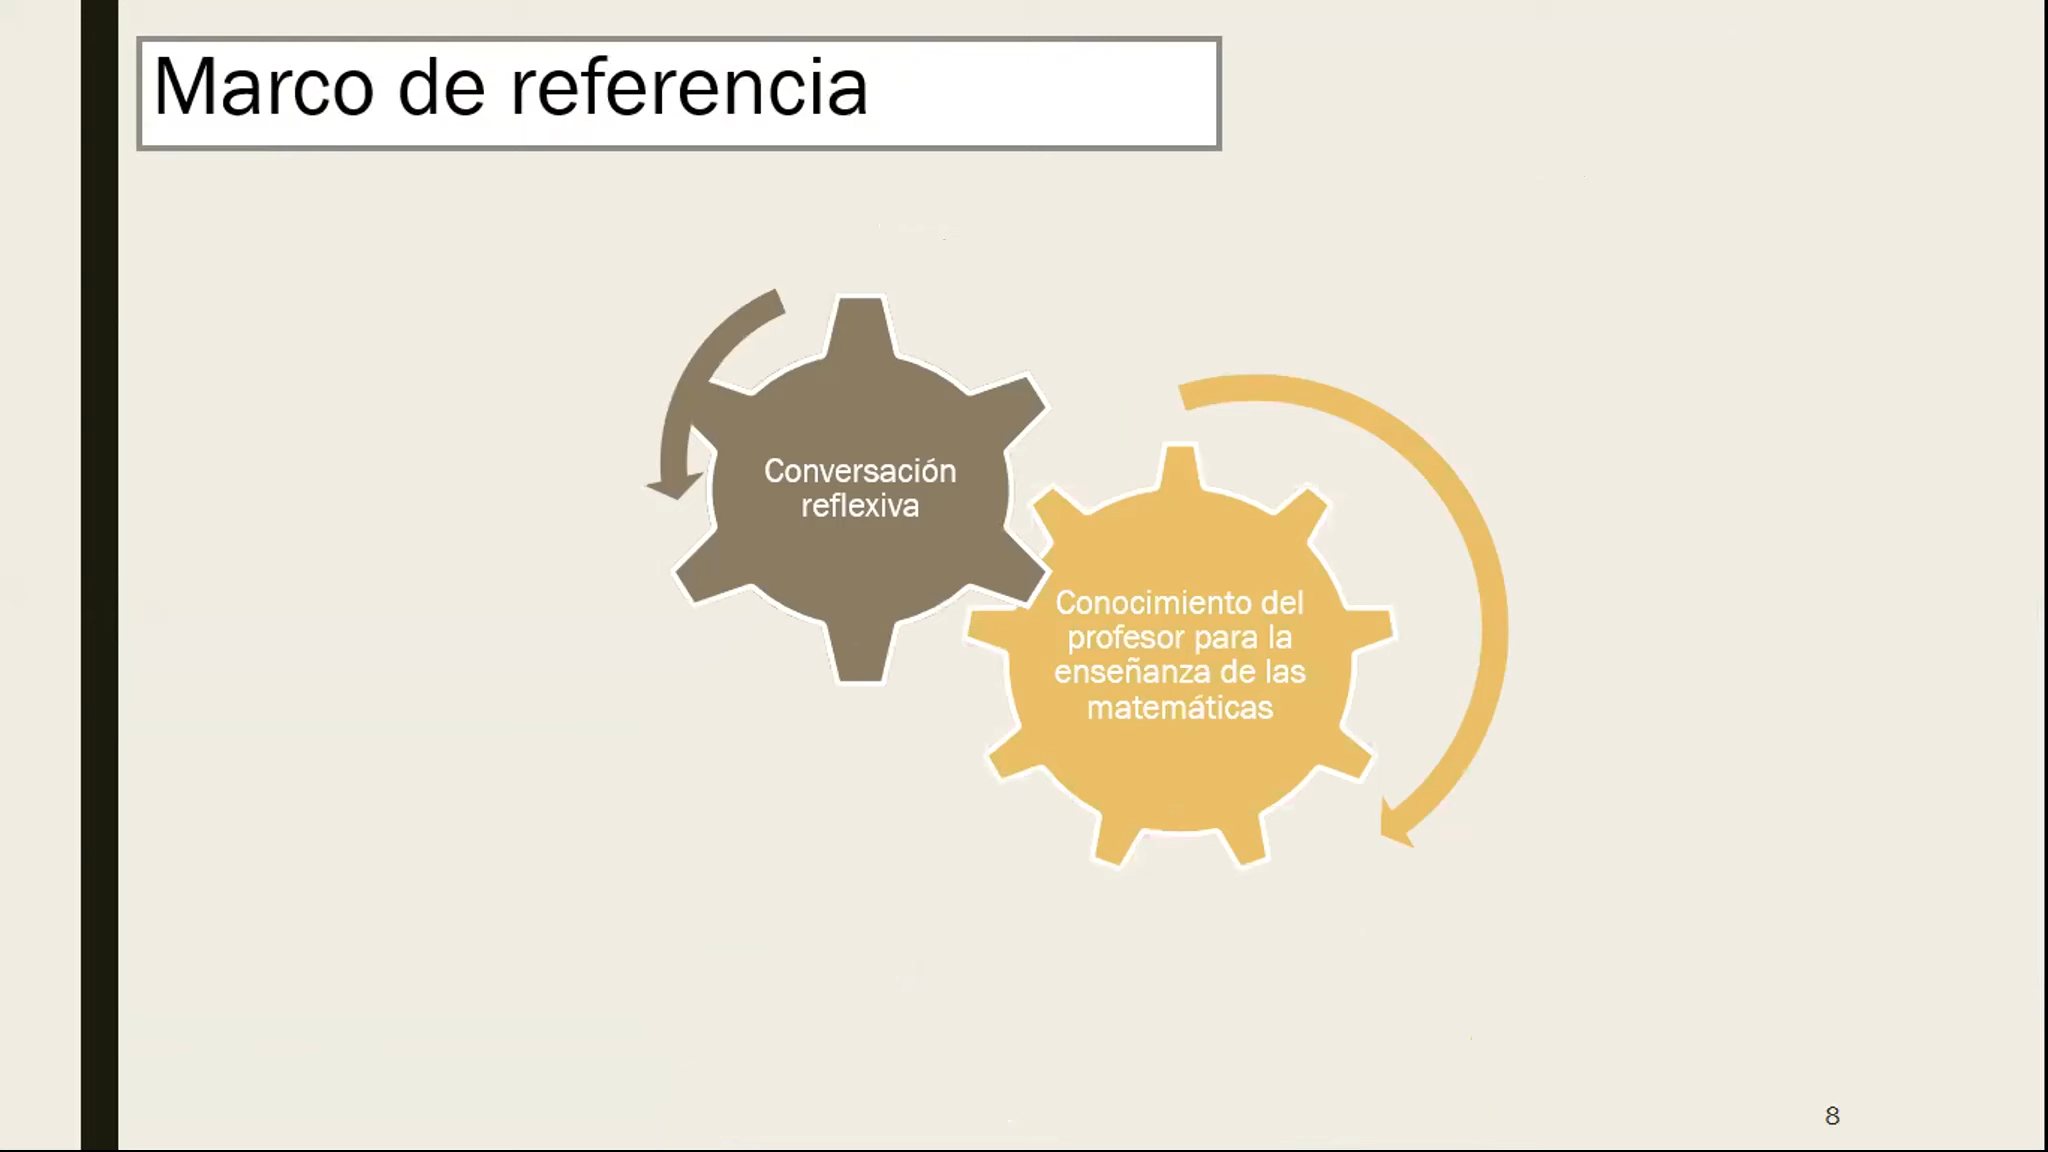 Marco de referencia
Conversación
reflexiva
Conocimiento del
profesor para la
enseñanza de las
matemáticas
8